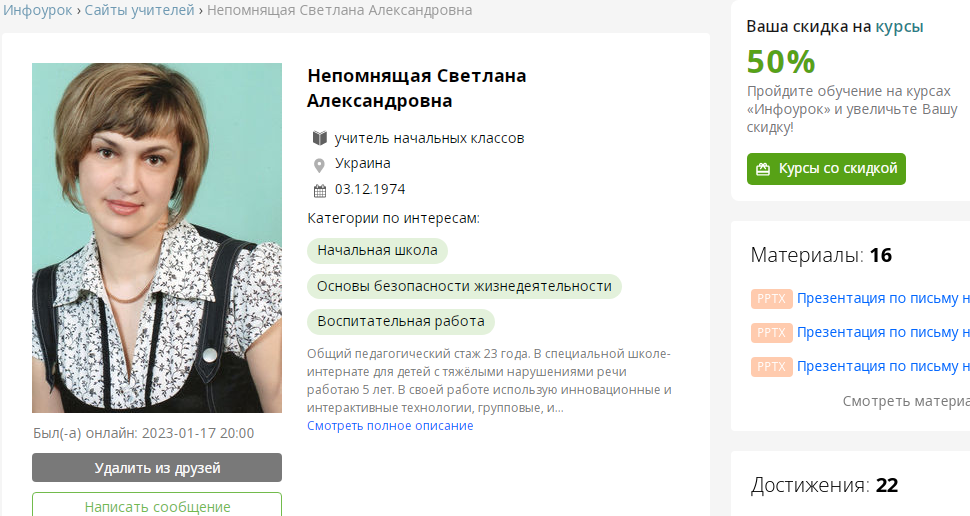 Инфоурок › Сайты учителей › Непомнящая Светлана Александровна
Непомнящая Светлана
Александровна
учитель начальных классов
Украина
03.12.1974
Категории по интересам:
Начальная школа
Основы безопасности жизнедеятельности
Воспитательная работа
Общий педагогический стаж 23 года. В специальной школе-
интернате для детей с тяжёлыми нарушениями речи
работаю 5 лет. В своей работе использую инновационные и
интерактивные технологии, групповые, и...
Смотреть полное описание
Был(-а) онлайн: 2023-01-17 20:00
Удалить из друзей
Написать сообщение
Ваша скидка на курсы
50%
Пройдите обучение на курсах
«Инфоурок» и увеличьте Вашу
скидку!
Курсы со скидкой
Материалы: 16
PPTX Презентация по письму н
PPTX Презентация по письму н
PPTX Презентация по письму н
Смотреть материа
Достижения: 22